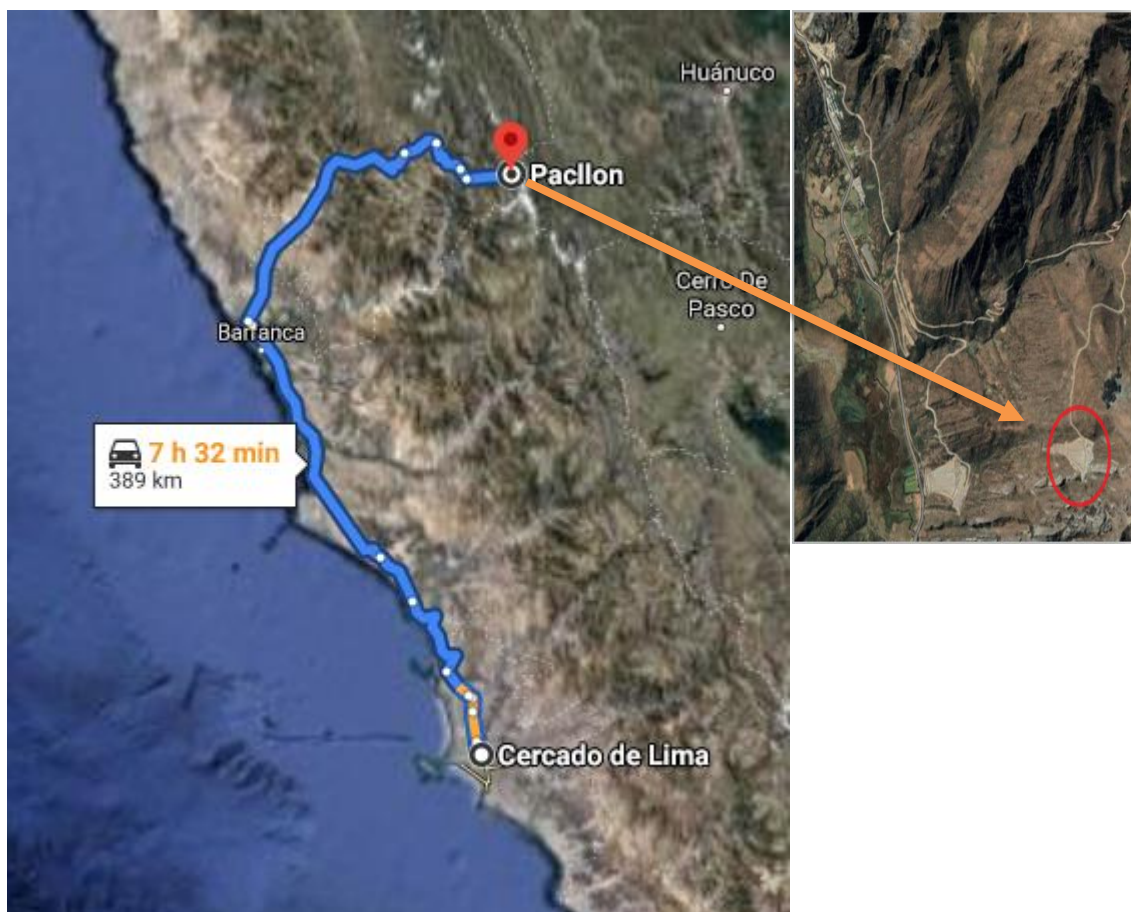 Huánuco
Pacllon
Cerro De
Pasco
Barranca
7 h 32 min
389 km
Cercado de Lima